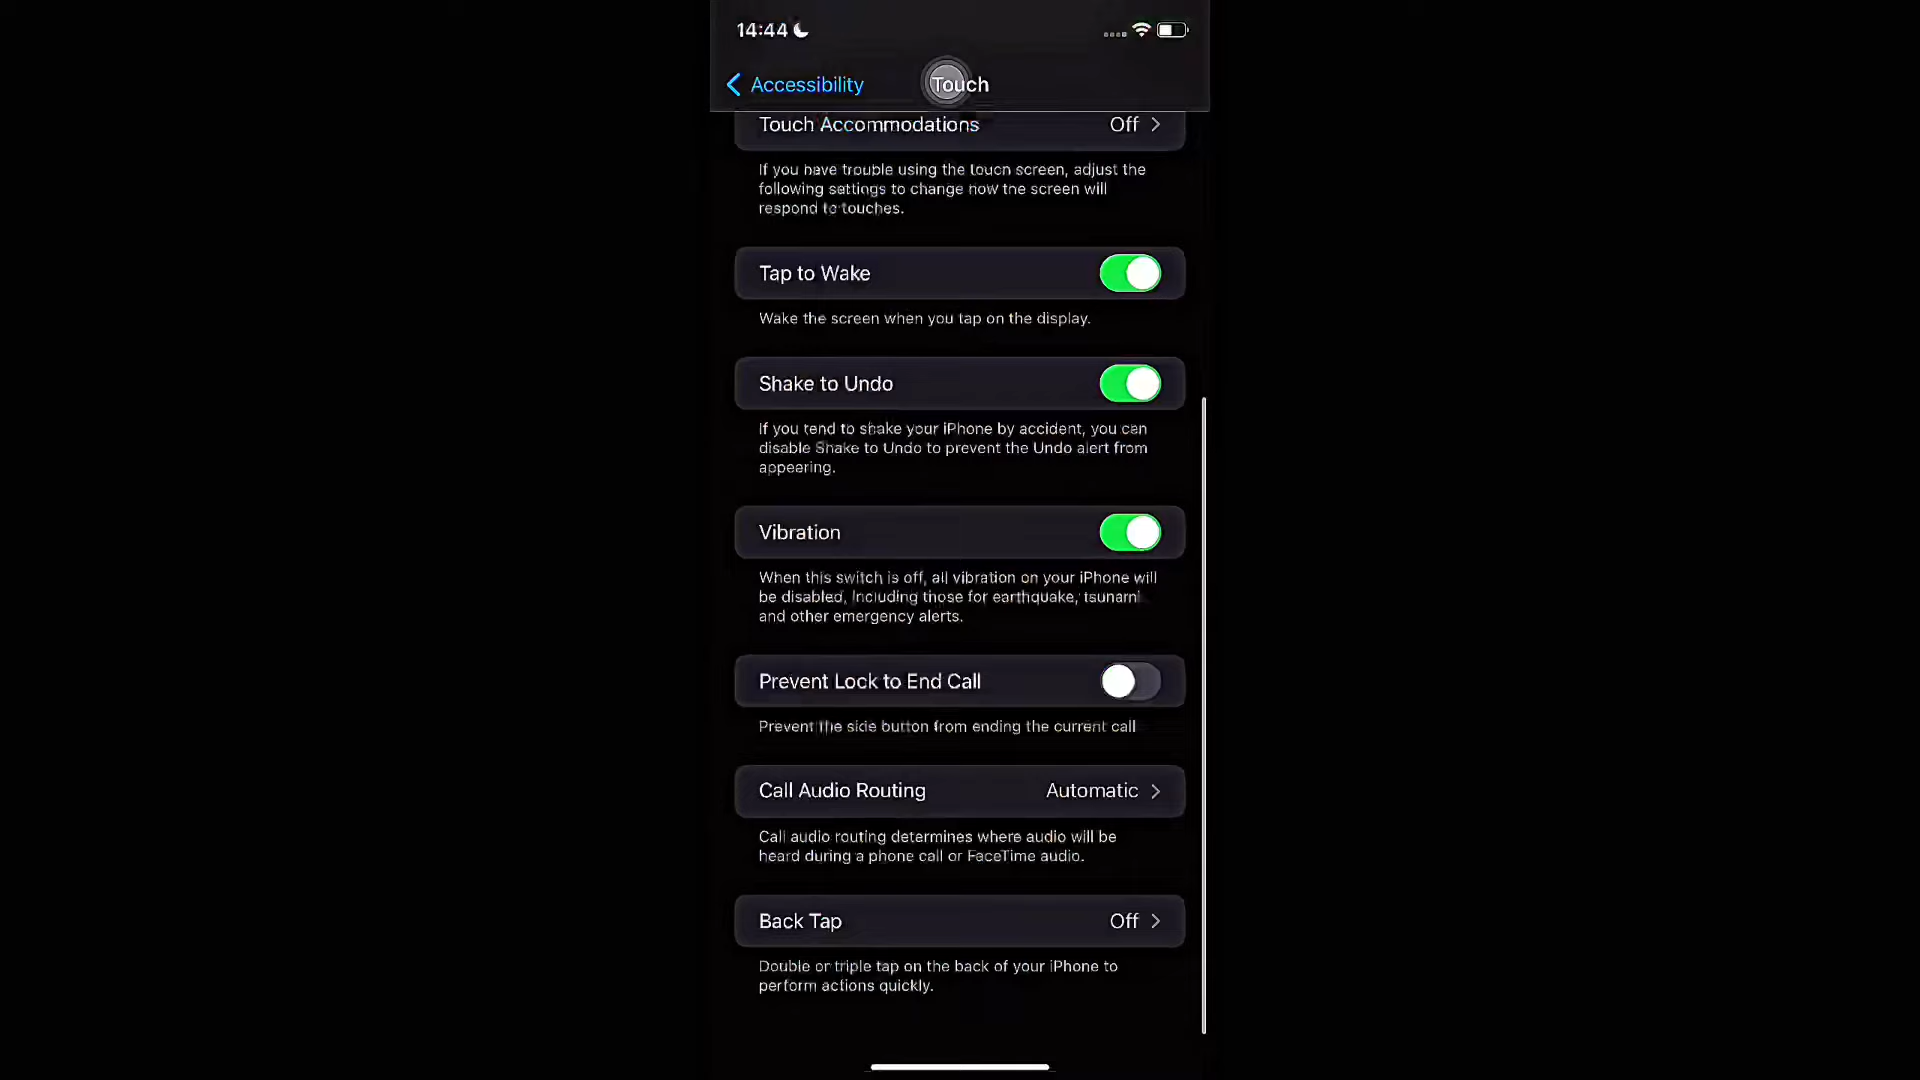 14:44
Accessibility
Touch
Touch Accommodations Off
If you have trouble using the toucn screen, adjust the
following settings to change now tne screen will
respond to touches.
Tap to Wake
Wake the screen when you tap on the display.
Shake to Undo
If you tend to shake your iPhone by accident, you can
disable Shake to Undo to prevent the Undo alert from
appearing.
Vibration
When this switch is off, all vibration on your iPhone will
be disabled, including those for earthquake, tsunami
and other emergency alerts.
Prevent Lock to End Call
Prevent the side button from ending the current call
Call Audio Routing Automatic
Call audio routing determines where audio will be
heard during a phone call or FaceTime audio.
Back Tap Off
Double or triple tap on the back of your iPhone to
perform actions quickly.